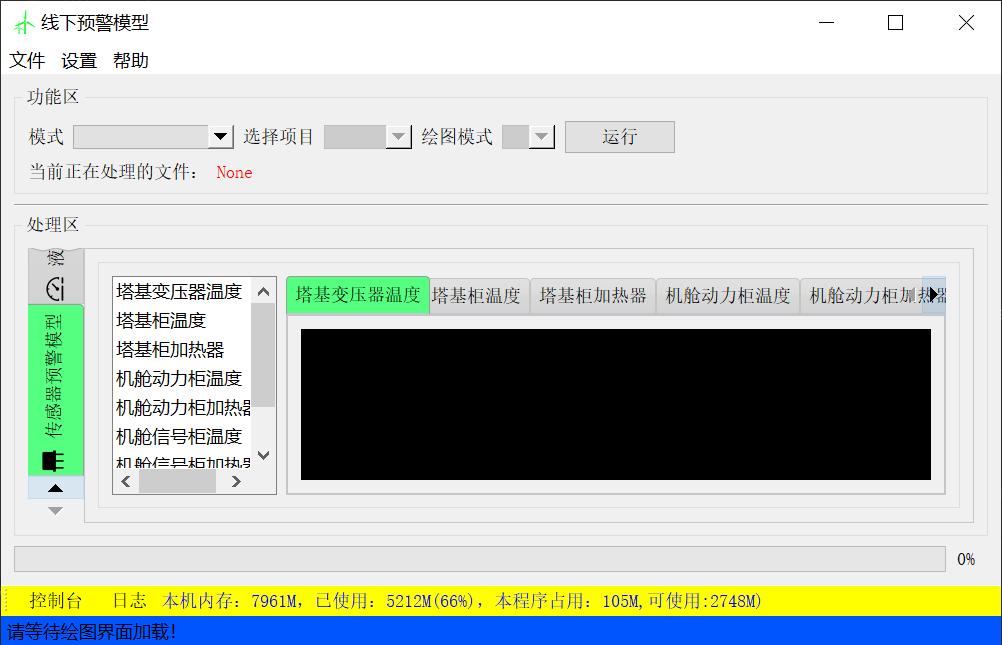 线下预警模型
文件 设置 帮助
功能区
模式 选择项目 绘图模式 运行
当前正在处理的文件： None
处理区
液
传感器预警模型
塔基变压器温度
塔基柜温度
塔基柜加热器
机舱动力柜温度
机舱动力柜加热器
机舱信号柜温度
机舱信号柜加热器
塔基变压器温度 塔基柜温度 塔基柜加热器 机舱动力柜温度 机舱动力柜加热器
0%
控制台 日志 本机内存：7961M，已使用：5212M(66%)，本程序占用：105M,可使用:2748M)
请等待绘图界面加载！